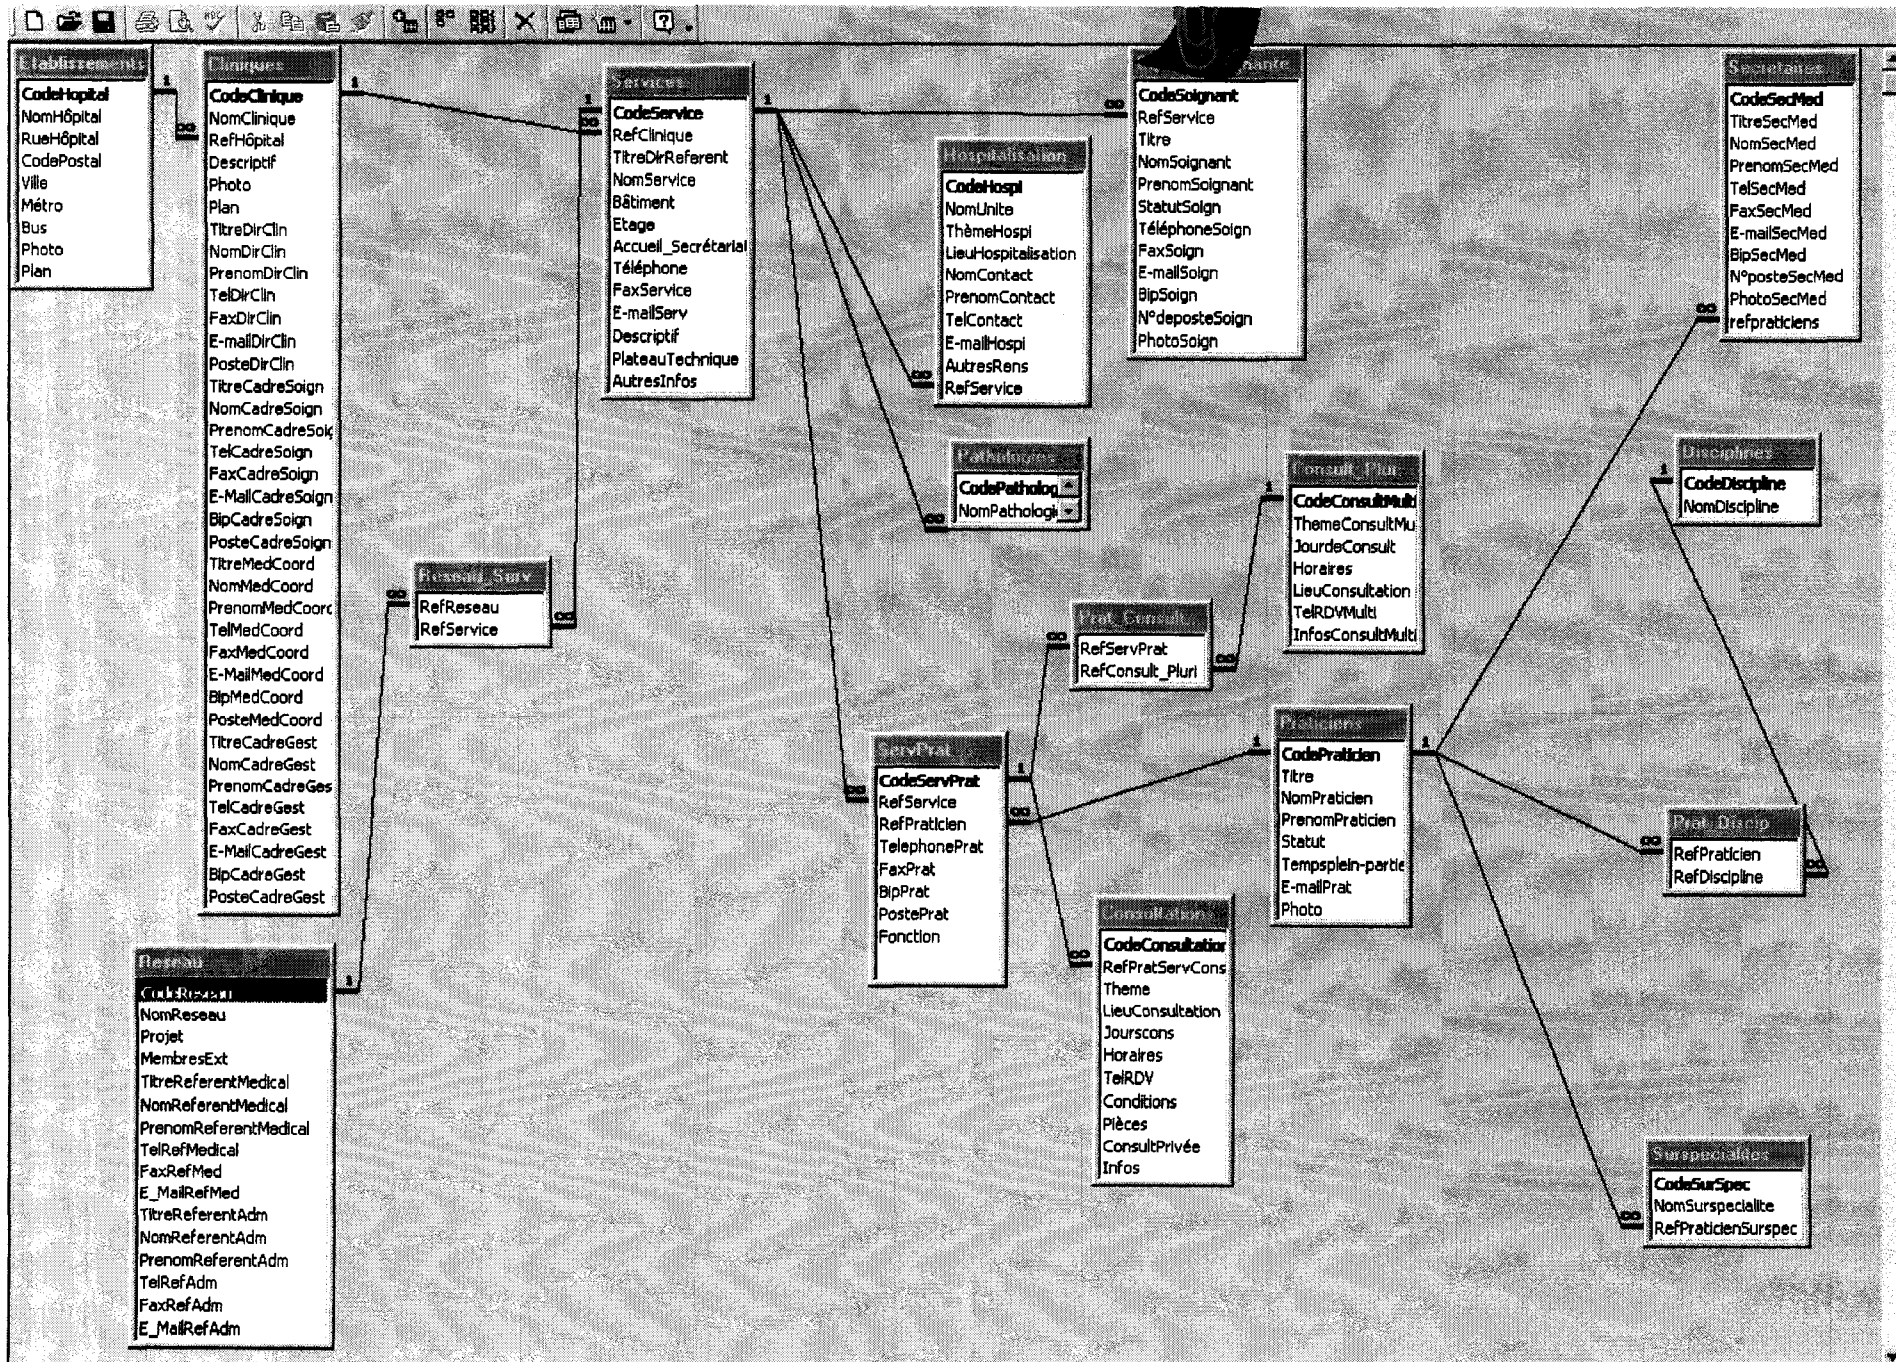 Etablissements
CodeHopital
NomHôpital
RueHôpital
CodePostal
Ville
Métro
Bus
Photo
Plan
Cliniques
CodeClinique
NomClinique
RefHôpital
Descriptif
Photo
Plan
TitreDirClin
NomDirClin
PrenomDirClin
TelDirClin
FaxDirClin
E-mailDirClin
PosteDirClin
TitreCadreSoign
NomCadreSoign
PrenomCadreSoig
TelCadreSoign
FaxCadreSoign
E-MailCadreSoign
BipCadreSoign
PosteCadreSoign
TitreMedCoord
NomMedCoord
PrenomMedCoord
TelMedCoord
FaxMedCoord
E-MailMedCoord
BipMedCoord
PosteMedCoord
TitreCadreGest
NomCadreGest
PrenomCadreGes
TelCadreGest
FaxCadreGest
E-MailCadreGest
BipCadreGest
PosteCadreGest
Reseau
CodeReseau
NomReseau
Projet
MembresExt
TitreReferentMedical
NomReferentMedical
PrenomReferentMedical
TelRefMedical
FaxRefMed
E_MailRefMed
TitreReferentAdm
NomReferentAdm
PrenomReferentAdm
TelRefAdm
FaxRefAdm
E_MailRefAdm
Reseau_Serv
RefReseau
RefService
Services
CodeService
RefClinique
TitreDirReferent
NomService
Bâtiment
Etage
Accueil_Secrétariat
Téléphone
FaxService
E-mailServ
Descriptif
PlateauTechnique
AutresInfos
Hospitalisation
CodeHospi
NomUnite
ThèmeHospi
LieuHospitalisation
NomContact
PrenomContact
TelContact
E-mailHospi
AutresRens
RefService
nante
CodeSoignant
RefService
Titre
NomSoignant
PrenomSoignant
StatutSoign
TéléphoneSoign
FaxSoign
E-mailSoign
BipSoign
N°deposteSoign
PhotoSoign
Pathologies
CodePatholog
NomPathologi
Consult_Plur
CodeConsultMulti
ThemeConsultMu
JourdeConsult
Horaires
LieuConsultation
TelRDVMulti
InfosConsultMulti
Prat_Consult
RefServPrat
RefConsult_Pluri
ServPrat
CodeServPrat
RefService
RefPraticien
TelephonePrat
FaxPrat
BipPrat
PostePrat
Fonction
Consultation
CodeConsultation
RefPratServCons
Theme
LieuConsultation
Jourscons
Horaires
TelRDV
Conditions
Pièces
ConsultPrivée
Infos
Praticiens
CodePraticien
Titre
NomPraticien
PrenomPraticien
Statut
Tempsplein-partie
E-mailPrat
Photo
Secretaires
CodeSecMed
TitreSecMed
NomSecMed
PrenomSecMed
TelSecMed
FaxSecMed
E-mailSecMed
BipSecMed
N°posteSecMed
PhotoSecMed
refpraticiens
Disciplines
CodeDiscipline
NomDiscipline
Prat_Discip
RefPraticien
RefDiscipline
Surspecialites
CodeSurSpec
NomSurspecialite
RefPraticienSurspec